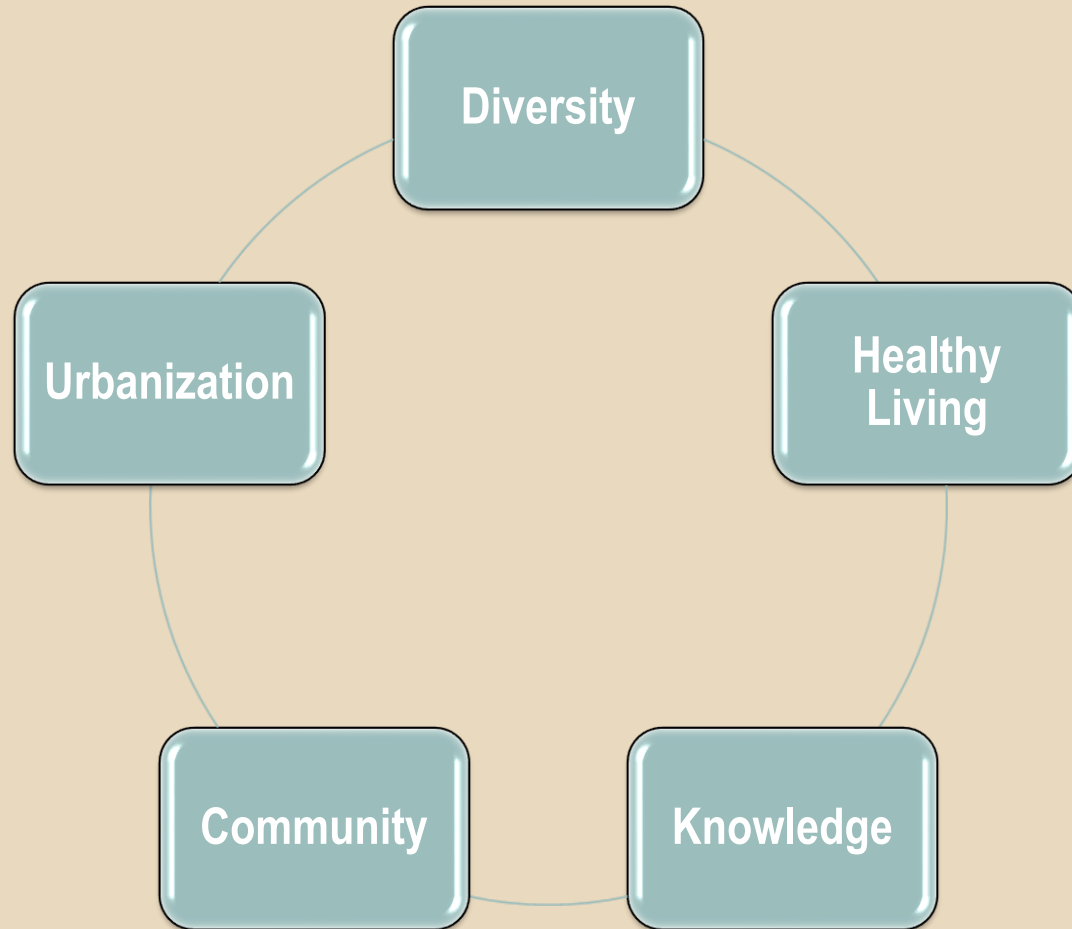 Diversity
Healthy
Living
Knowledge
Community
Urbanization